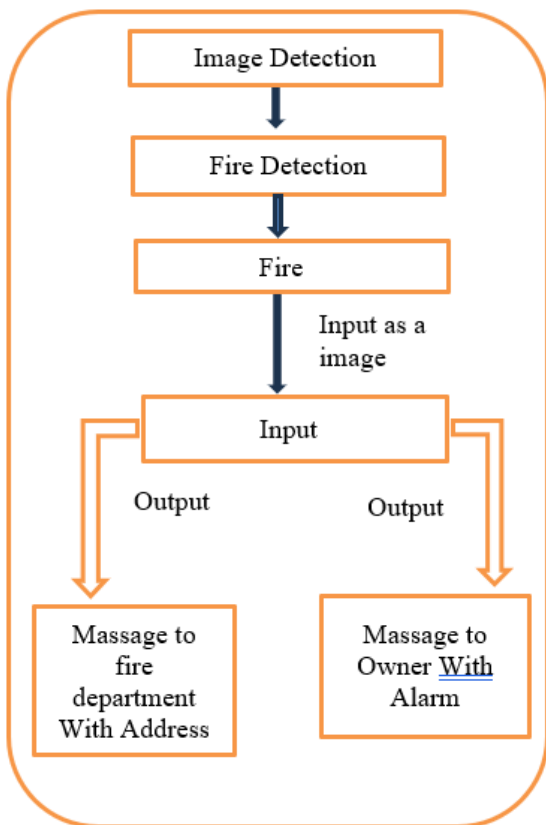 Image Detection
Fire Detection
Fire
Input as a
image
Input
Output
Output
Massage to
fire
department
With Address
Massage to
Owner With
Alarm